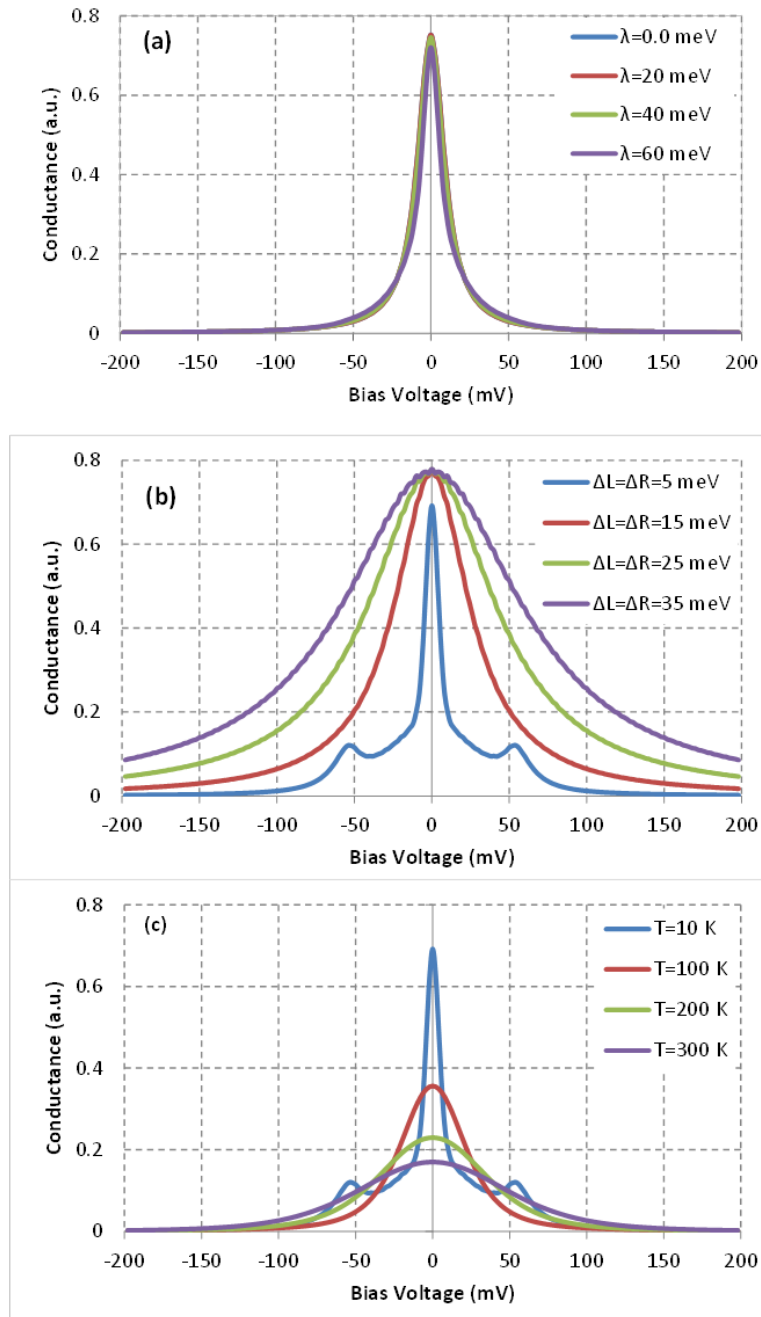 (a)
λ=0.0 meV
λ=20 meV
λ=40 meV
λ=60 meV
Conductance (a.u.)
0.8
0.6
0.4
0.2
0
-200 -150 -100 -50 0 50 100 150 200
Bias Voltage (mV)
(b)
ΔL=ΔR=5 meV
ΔL=ΔR=15 meV
ΔL=ΔR=25 meV
ΔL=ΔR=35 meV
Conductance (a.u.)
0.8
0.6
0.4
0.2
0
-200 -150 -100 -50 0 50 100 150 200
Bias Voltage (mV)
(c)
T=10 K
T=100 K
T=200 K
T=300 K
Conductance (a.u.)
0.8
0.6
0.4
0.2
0
-200 -150 -100 -50 0 50 100 150 200
Bias Voltage (mV)